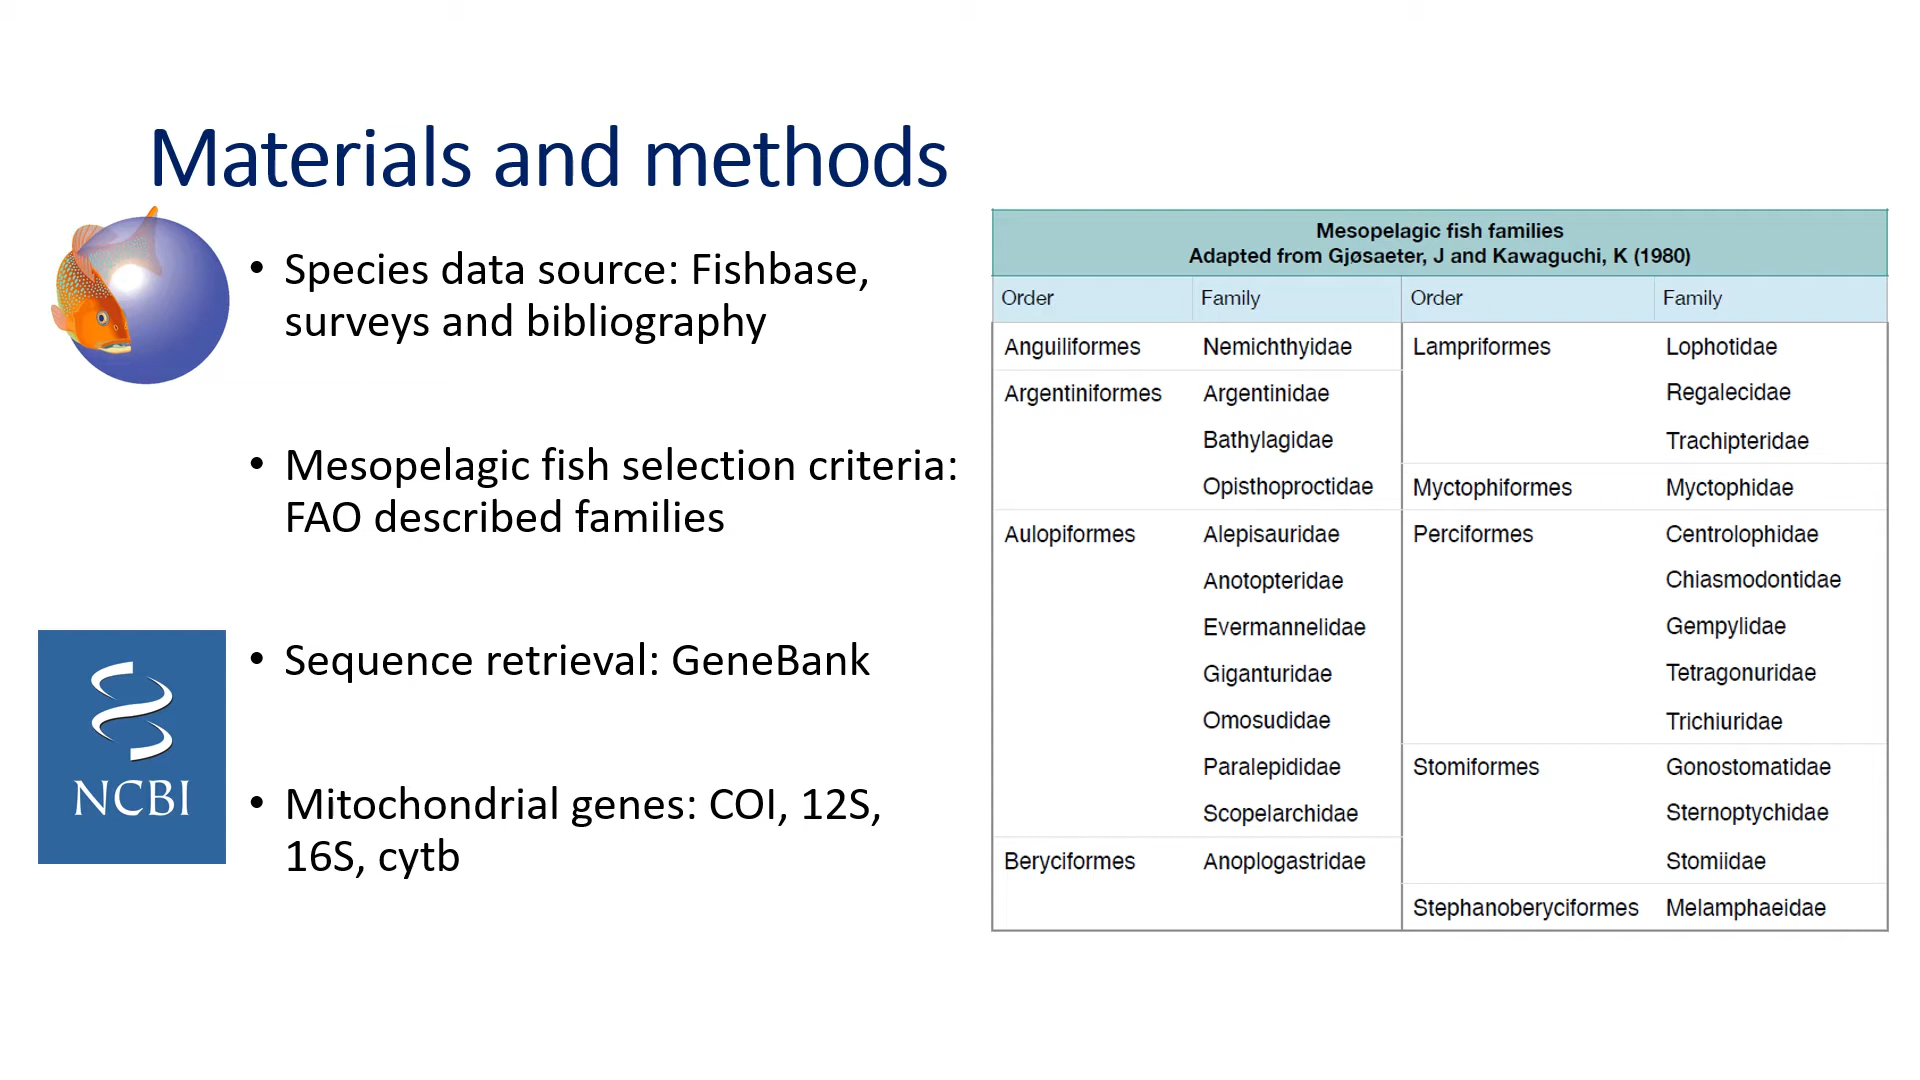 Materials and methods
• Species data source: Fishbase,
surveys and bibliography
• Mesopelagic fish selection criteria:
FAO described families
• Sequence retrieval: GeneBank
• Mitochondrial genes: COI, 12S,
16S, cytb
NCBI
Mesopelagic fish families
Adapted from Gjøsaeter, J and Kawaguchi, K (1980)
Order Family Order Family
Anguiliformes Nemichthyidae Lampriformes Lophotidae
Argentiniformes Argentinidae Regalecidae
Bathylagidae Trachipteridae
Opisthoproctidae Myctophiformes Myctophidae
Aulopiformes Alepisauridae Perciformes Centrolophidae
Anotopteridae Chiasmodontidae
Evermannelidae Gempylidae
Giganturidae Tetragonuridae
Omosudidae Trichiuridae
Paralepididae Stomiformes Gonostomatidae
Scopelarchidae Sternoptychidae
Beryciformes Anoplogastridae Stomiidae
Stephanoberyciformes Melamphaeidae